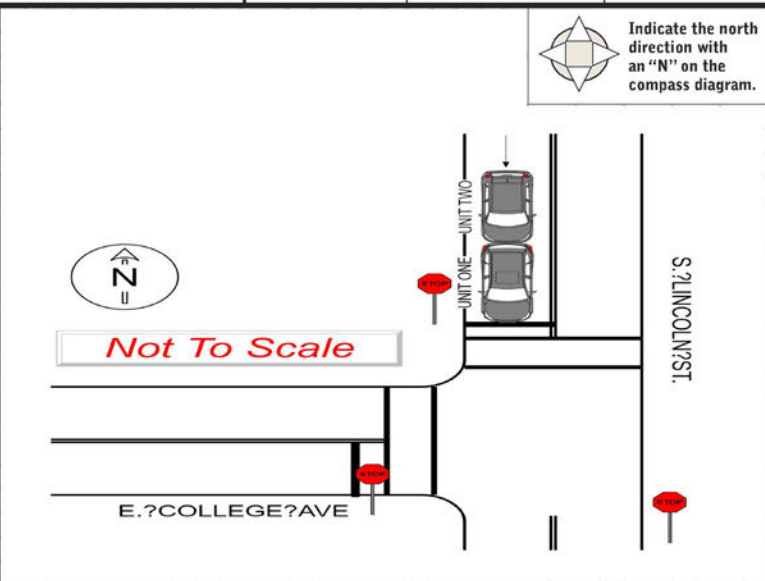 Indicate the north
direction with
an “N” on the
compass diagram.
UNIT TWO
UNIT ONE
STOP
N
S.?LINCOLN?ST.
Not To Scale
STOP
STOP
E.?COLLEGE?AVE